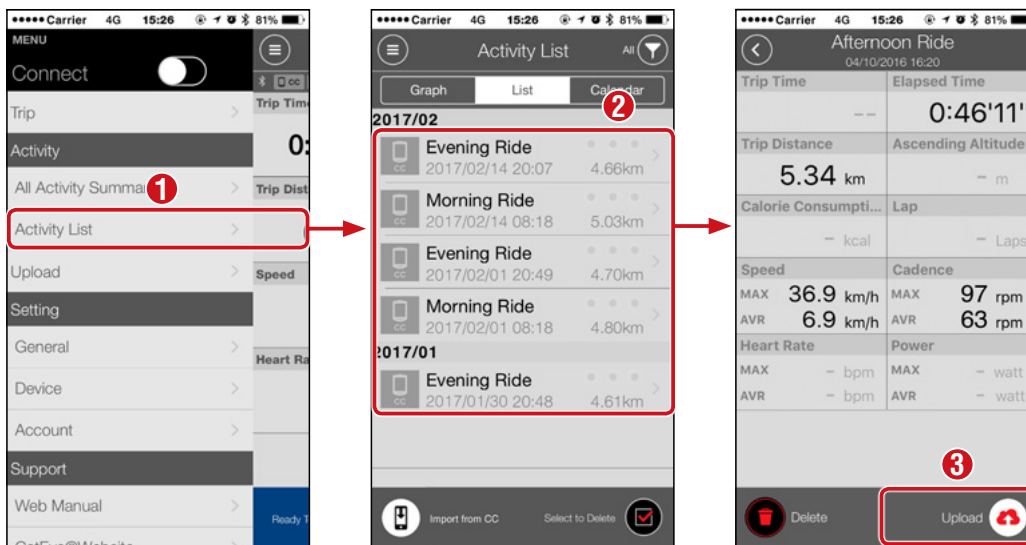 Carrier 4G 15:26 81%
MENU
Connect
Trip
Activity
All Activity Summa
1
Activity List
Upload
Setting
General
Device
Account
Support
Web Manual
cc
Trip Tim
0:
Trip Dist
Speed
Heart Ra
Ready T
Carrier 4G 15:26 81%
Activity List All
Graph List Calendar
2
2017/02
Evening Ride
2017/02/14 20:07 4.66km
CC
Morning Ride
2017/02/14 08:18 5.03km
CC
Evening Ride
2017/02/01 20:49 4.70km
CC
Morning Ride
2017/02/01 08:18 4.80km
CC
2017/01
Evening Ride
2017/01/30 20:48 4.61km
CC
Import from CC Select to Delete
Carrier 4G 15:26 81%
Afternoon Ride
04/10/2016 16:20
Trip Time Elapsed Time
-- 0:46'11"
Trip Distance Ascending Altitude
5.34 km - m
Calorie Consumpti... Lap
- kcal - Laps
Speed Cadence
MAX 36.9 km/h MAX 97 rpm
AVR 6.9 km/h AVR 63 rpm
Heart Rate Power
MAX - bpm MAX - watt
AVR - bpm AVR - watt
3
Delete Upload